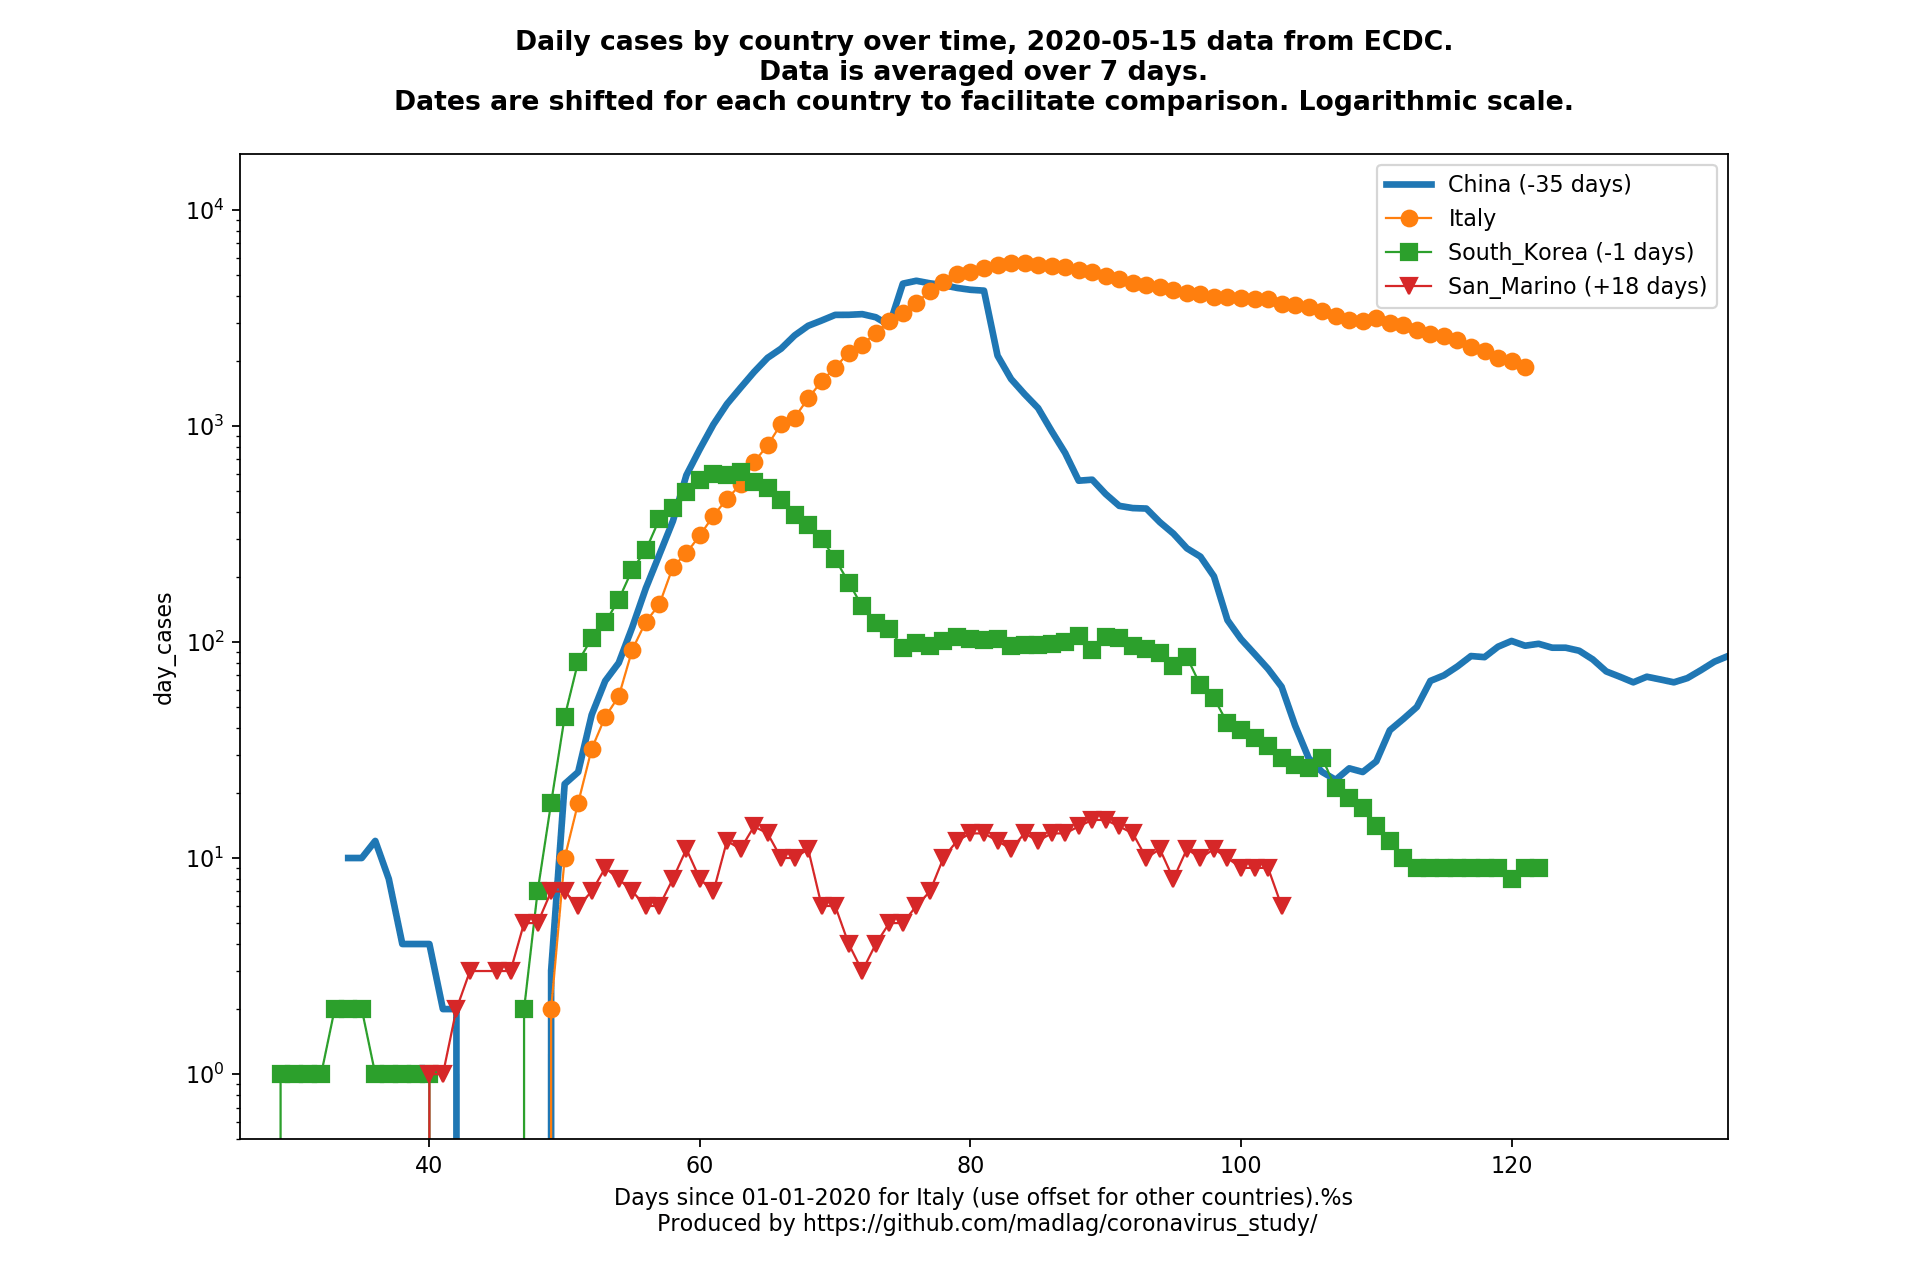 Daily cases by country over time, 2020-05-15 data from ECDC.
Data is averaged over 7 days.
Dates are shifted for each country to facilitate comparison. Logarithmic scale.
China (-35 days)
Italy
South_Korea (-1 days)
San_Marino (+18 days)
10⁴
10³
10²
10¹
10⁰
day_cases
40 60 80 100 120
Days since 01-01-2020 for Italy (use offset for other countries).%s
Produced by https://github.com/madlag/coronavirus_study/